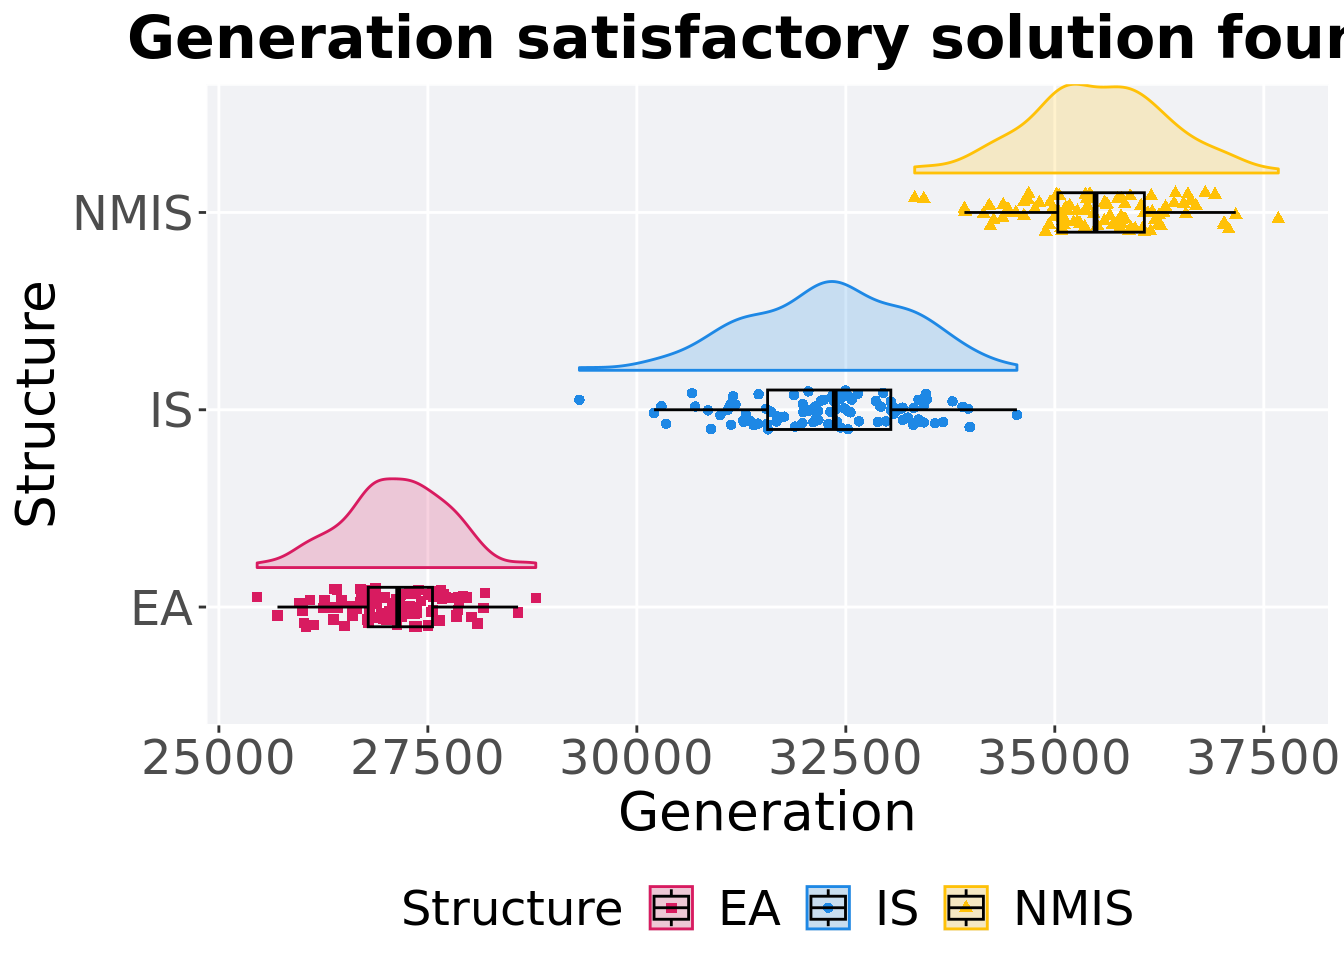 Generation satisfactory solution four
NMIS
IS
EA
Structure
25000 27500 30000 32500 35000 37500
Generation
Structure EA IS NMIS